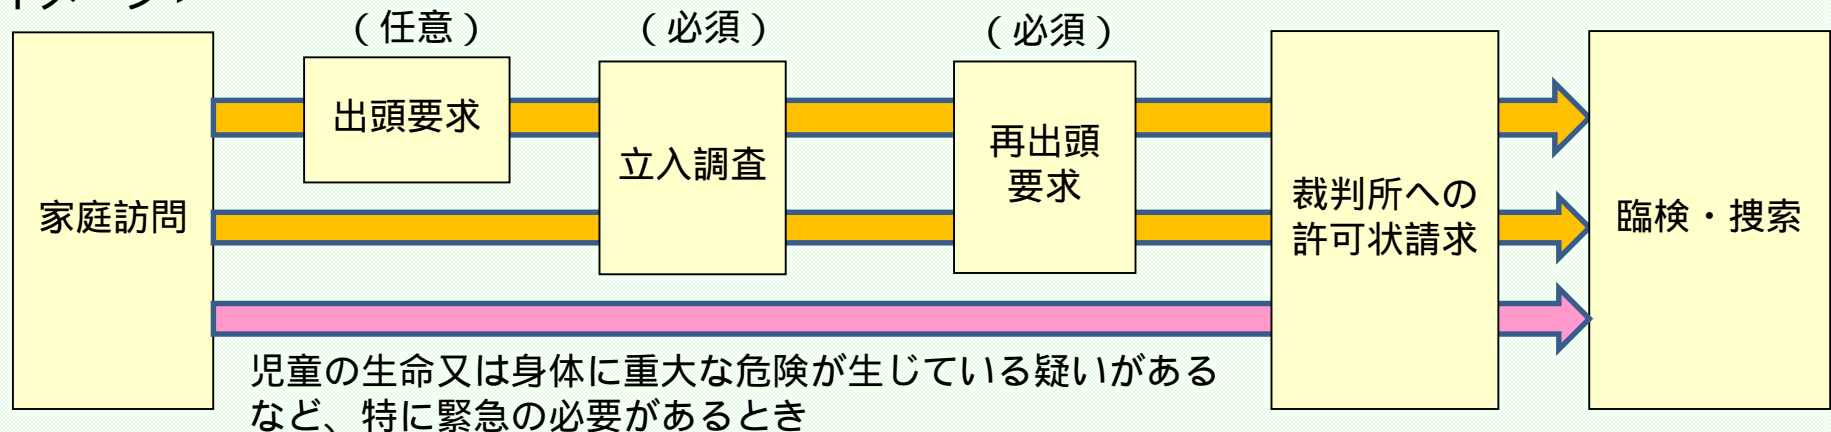 (任意)
(必須)
(必須)
家庭訪問
出頭要求
立入調査
再出頭
要求
裁判所への
許可状請求
臨検・捜索
児童の生命又は身体に重大な危険が生じている疑いがある
など、特に緊急の必要があるとき